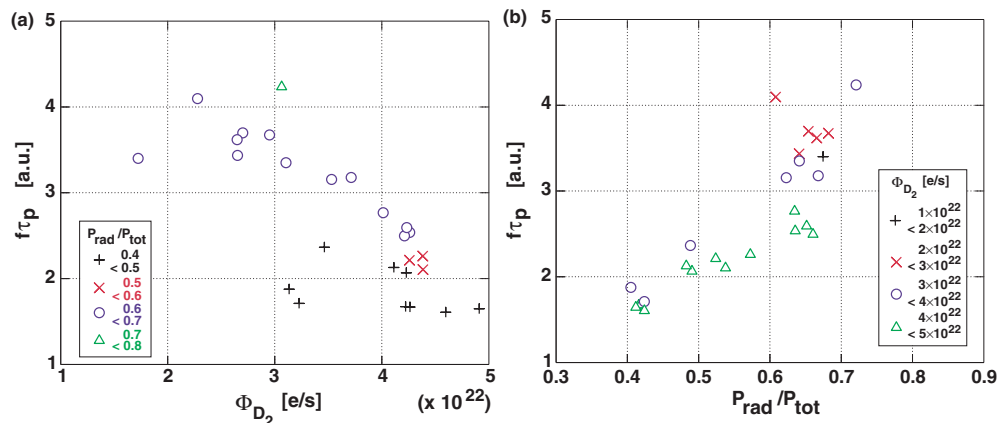 (a)
5
4
3
2
1
fτp [a.u.]
Prad/Ptot
0.4
< 0.5
0.5
< 0.6
0.6
< 0.7
0.7
< 0.8
1 2 3 4 5
ΦD2 [e/s] (x 10^22)
(b)
5
4
3
2
1
fτp [a.u.]
ΦD2 [e/s]
1×10^22
< 2×10^22
2×10^22
< 3×10^22
3×10^22
< 4×10^22
4×10^22
< 5×10^22
0.3 0.4 0.5 0.6 0.7 0.8 0.9
Prad/Ptot